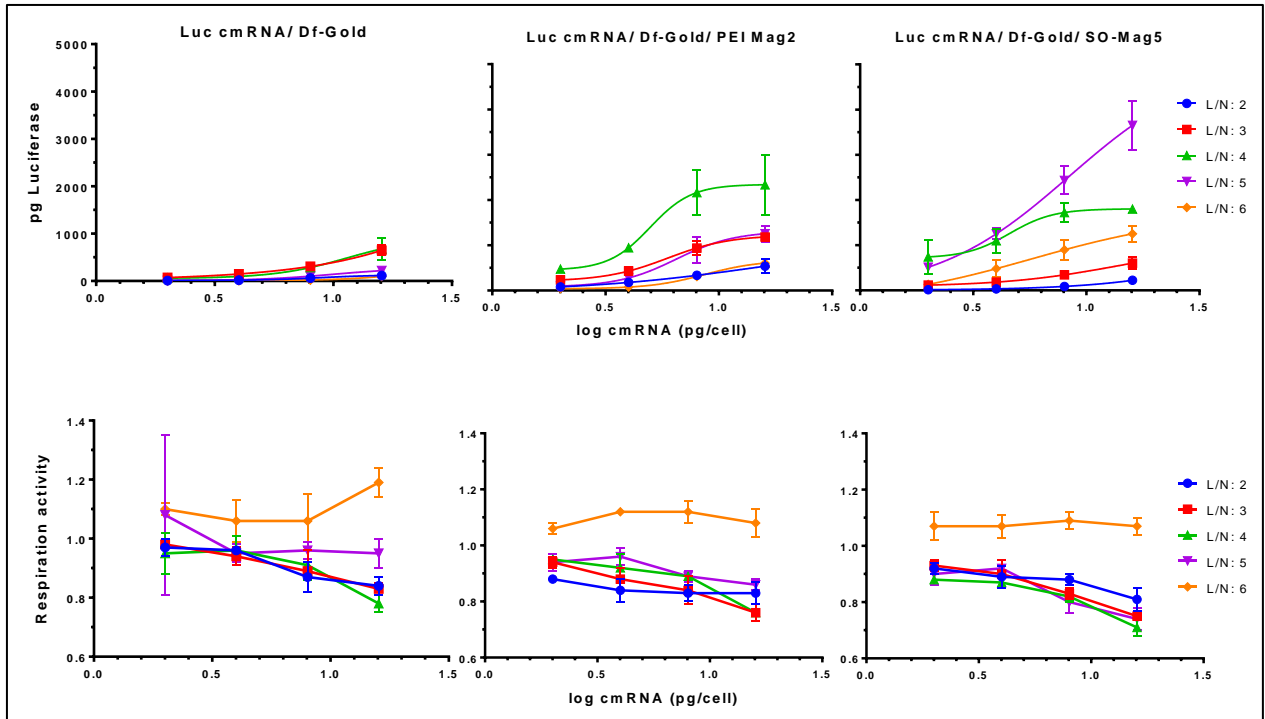 Luc cmRNA/ Df-Gold
Luc cmRNA/ Df-Gold/ PEI Mag2
Luc cmRNA/ Df-Gold/ SO-Mag5
pg Luciferase
5000
4000
3000
2000
1000
0
0.0 0.5 1.0 1.5
0.0 0.5 1.0 1.5
0.0 0.5 1.0 1.5
log cmRNA (pg/cell)
L/N: 2
L/N: 3
L/N: 4
L/N: 5
L/N: 6
Respiration activity
1.4
1.2
1.0
0.8
0.6
0.0 0.5 1.0 1.5
1.4
1.2
1.0
0.8
0.6
0.0 0.5 1.0 1.5
1.4
1.2
1.0
0.8
0.6
0.0 0.5 1.0 1.5
log cmRNA (pg/cell)
L/N: 2
L/N: 3
L/N: 4
L/N: 5
L/N: 6